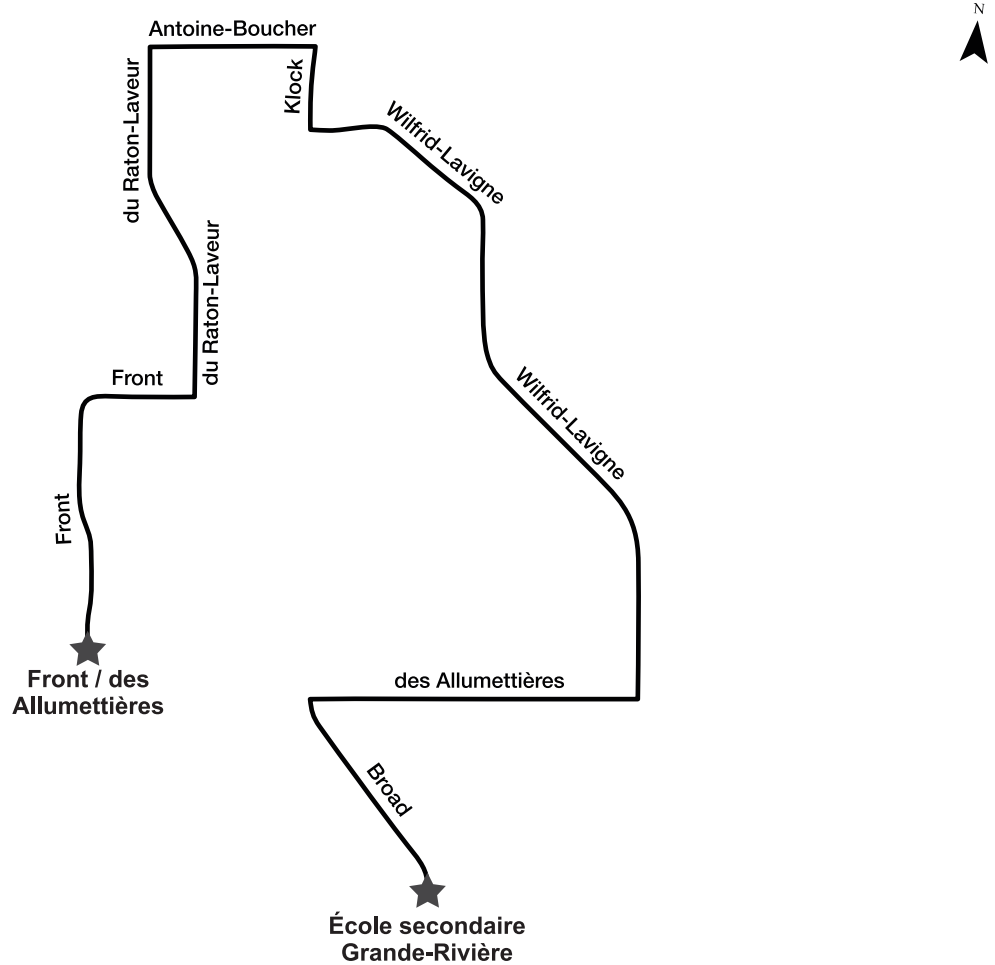 N
Antoine-Boucher
Klock
du Raton-Laveur
Wilfrid-Lavigne
du Raton-Laveur
Front
Wilfrid-Lavigne
Front
Front / des
Allumettières
des Allumettières
Broad
École secondaire
Grande-Rivière